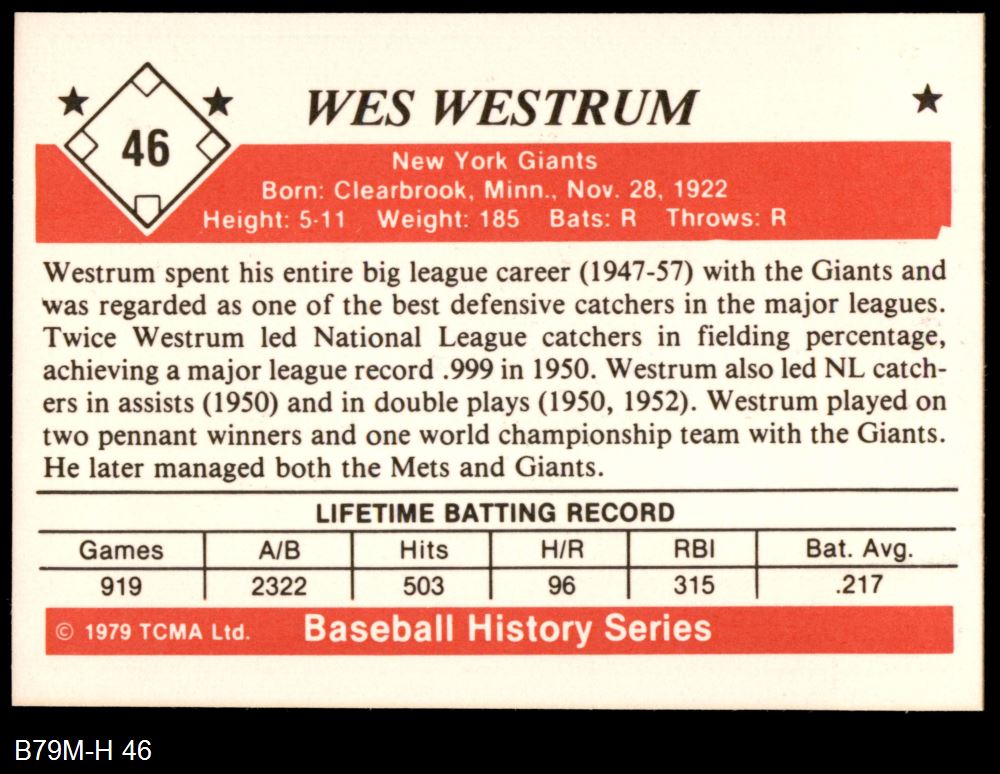 46
WES WESTRUM
New York Giants
Born: Clearbrook, Minn., Nov. 28, 1922
Height: 5-11 Weight: 185 Bats: R Throws: R
Westrum spent his entire big league career (1947-57) with the Giants and
was regarded as one of the best defensive catchers in the major leagues.
Twice Westrum led National League catchers in fielding percentage,
achieving a major league record .999 in 1950. Westrum also led NL catch-
ers in assists (1950) and in double plays (1950, 1952). Westrum played on
two pennant winners and one world championship team with the Giants.
He later managed both the Mets and Giants.
LIFETIME BATTING RECORD
Games A/B Hits H/R RBI Bat. Avg.
919 2322 503 96 315 .217
© 1979 TCMA Ltd. Baseball History Series
B79M-H 46